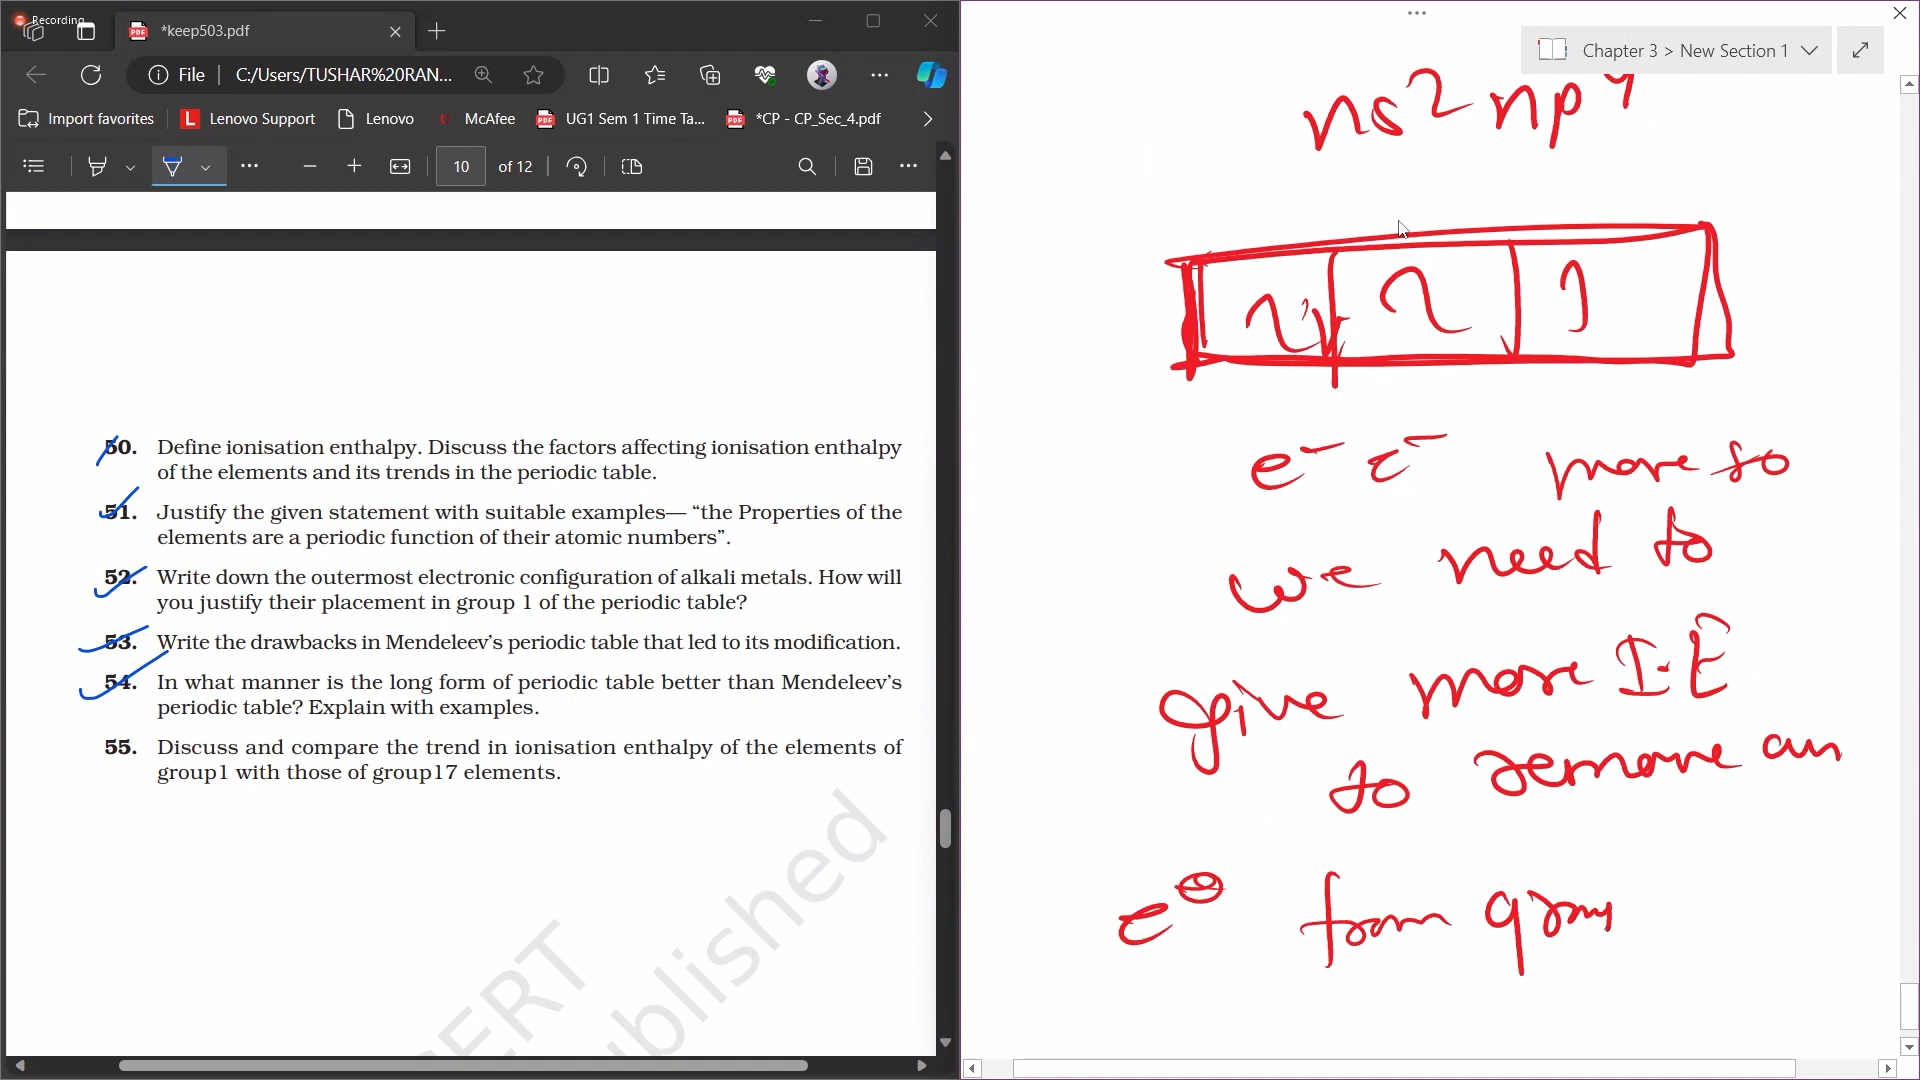 Recording
*keep503.pdf
File
C:/Users/TUSHAR%20RAN...
Import favorites
Lenovo Support
Lenovo
McAfee
UG1 Sem 1 Time Ta...
*CP - CP_Sec_4.pdf
10 of 12
50. Define ionisation enthalpy. Discuss the factors affecting ionisation enthalpy
of the elements and its trends in the periodic table.
51. Justify the given statement with suitable examples— “the Properties of the
elements are a periodic function of their atomic numbers”.
52. Write down the outermost electronic configuration of alkali metals. How will
you justify their placement in group 1 of the periodic table?
53. Write the drawbacks in Mendeleev’s periodic table that led to its modification.
54. In what manner is the long form of periodic table better than Mendeleev’s
periodic table? Explain with examples.
55. Discuss and compare the trend in ionisation enthalpy of the elements of
group1 with those of group17 elements.
blished
Chapter 3 > New Section 1
ns² np
e⁻ e⁻ more so
we need to
give more I.E
to remove an
e⊖ from